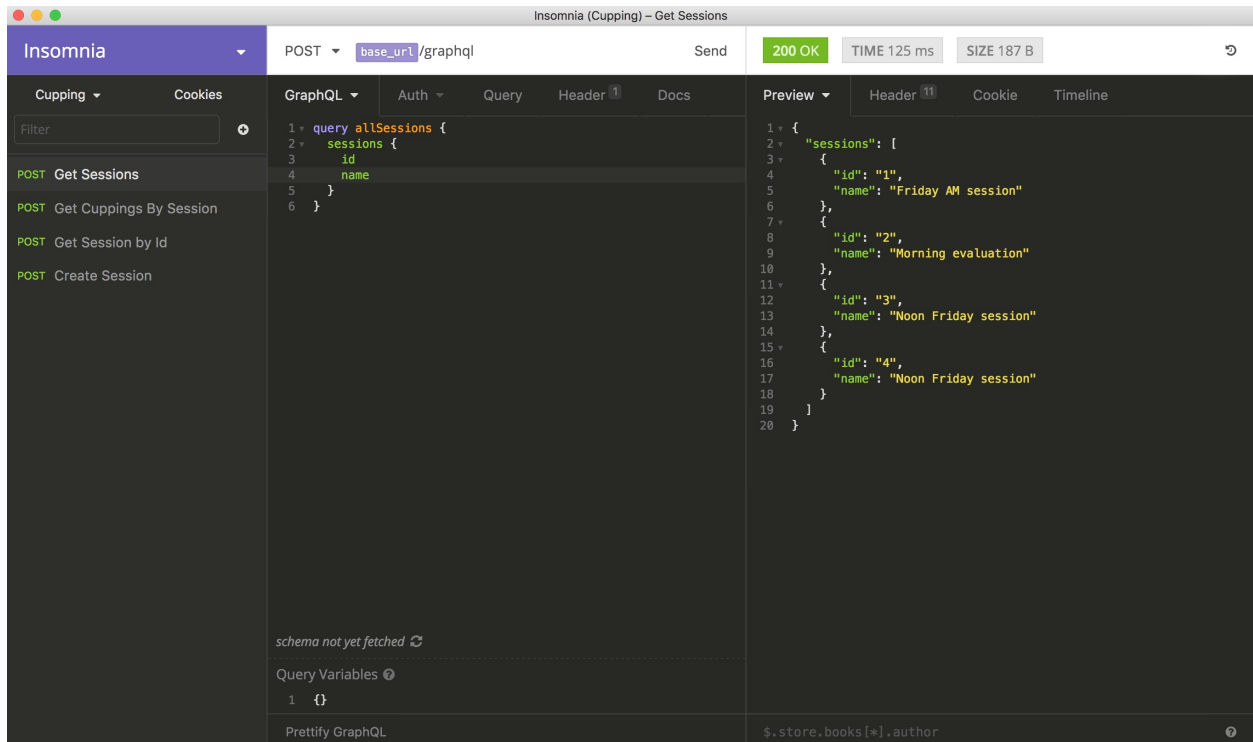 Insomnia (Cupping) – Get Sessions
Insomnia
POST base_url /graphql Send
200 OK TIME 125 ms SIZE 187 B
Cupping Cookies
Filter
POST Get Sessions
POST Get Cuppings By Session
POST Get Session by Id
POST Create Session
GraphQL Auth Query Header 1 Docs
1 query allSessions {
2 sessions {
3 id
4 name
5 }
6 }
schema not yet fetched
Query Variables
1 {}
Prettify GraphQL
Preview Header 11 Cookie Timeline
1 {
2 "sessions": [
3 {
4 "id": "1",
5 "name": "Friday AM session"
6 },
7 {
8 "id": "2",
9 "name": "Morning evaluation"
10 },
11 {
12 "id": "3",
13 "name": "Noon Friday session"
14 },
15 {
16 "id": "4",
17 "name": "Noon Friday session"
18 }
19 ]
20 }
$.store.books[*].author